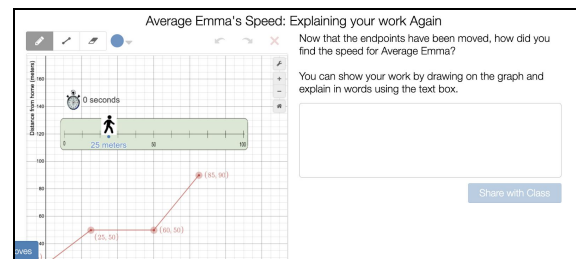 Average Emma's Speed: Explaining your work Again
Now that the endpoints have been moved, how did you
find the speed for Average Emma?
You can show your work by drawing on the graph and
explain in words using the text box.
Share with Class
Distance from home (meters)
160
140
0 seconds
120
0
25 meters
50
100
100
80
(85, 90)
60
(25, 50)
(60, 50)
40
oves